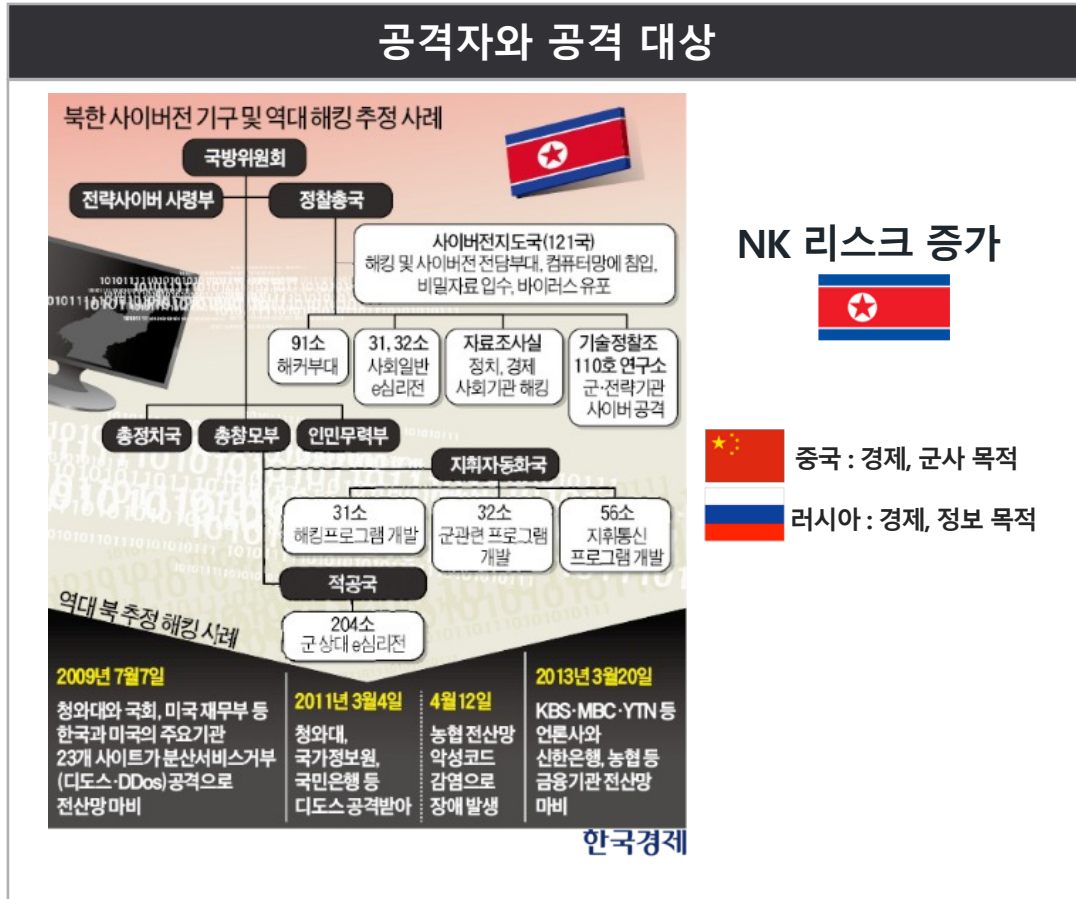 공격자와 공격 대상
북한 사이버전 기구 및 역대 해킹 추정 사례
국방위원회
전략사이버 사령부
정찰총국
사이버전지도국(121국)
해킹 및 사이버전 전담부대, 컴퓨터망에 침입,
비밀자료 입수, 바이러스 유포
91소
해커부대
31, 32소
사회일반
e심리전
자료조사실
정치, 경제
사회기관 해킹
기술정찰조
110호 연구소
군·전략기관
사이버 공격
총정치국
총참모부
인민무력부
지휘자동화국
31소
해킹프로그램 개발
32소
군관련 프로그램
개발
56소
지휘통신
프로그램 개발
적공국
204소
군 상대 e심리전
역대 북 추정 해킹 사례
2009년 7월7일
청와대와 국회, 미국 재무부 등
한국과 미국의 주요기관
23개 사이트가 분산서비스거부
(디도스·DDos) 공격으로
전산망 마비
2011년 3월4일
청와대,
국가정보원,
국민은행 등
디도스 공격받아
4월12일
농협 전산망
악성코드
감염으로
장애 발생
2013년 3월20일
KBS·MBC·YTN 등
언론사와
신한은행, 농협 등
금융기관 전산망
마비
한국경제
NK 리스크 증가
중국 : 경제, 군사 목적
러시아 : 경제, 정보 목적